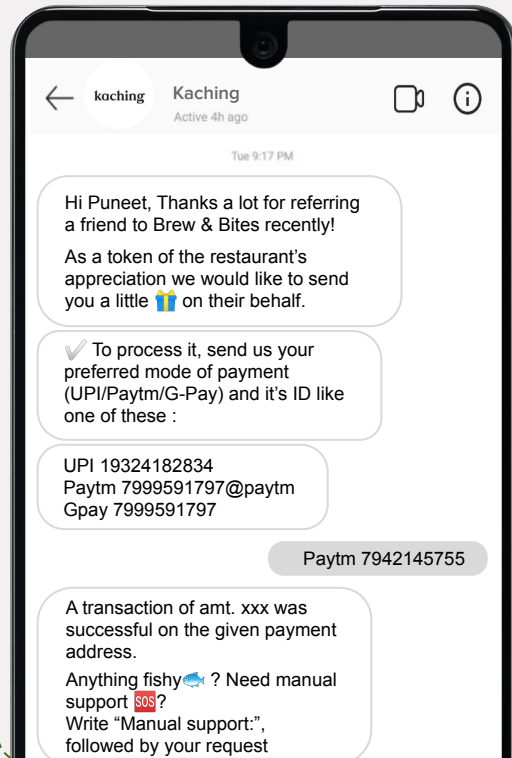 kaching
Kaching
Active 4h ago
Tue 9:17 PM
Hi Puneet, Thanks a lot for referring
a friend to Brew & Bites recently!
As a token of the restaurant's
appreciation we would like to send
you a little 🎁 on their behalf.
✔️ To process it, send us your
preferred mode of payment
(UPI/Paytm/G-Pay) and it's ID like
one of these :
UPI 19324182834
Paytm 7999591797@paytm
Gpay 7999591797
Paytm 7942145755
A transaction of amt. xxx was
successful on the given payment
address.
Anything fishy🐟 ? Need manual
support 🆘?
Write “Manual support:”,
followed by your request